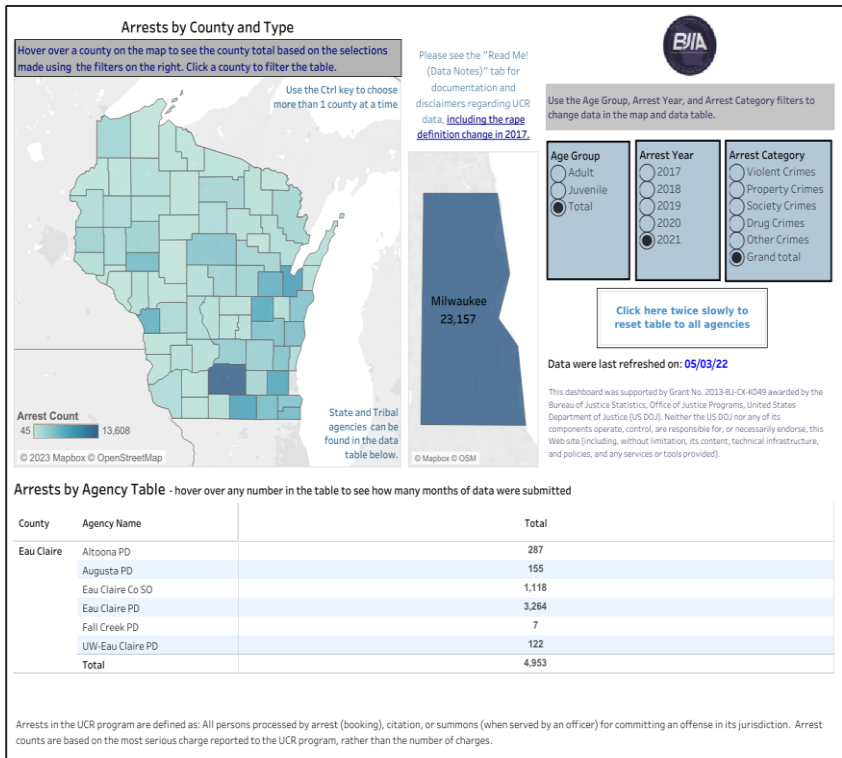 Arrests by County and Type
Hover over a county on the map to see the county total based on the selections
made using the filters on the right. Click a county to filter the table.
Use the Ctrl key to choose
more than 1 county at a time
Arrest Count
45
13,608
© 2023 Mapbox © OpenStreetMap
State and Tribal
agencies can be
found in the data
table below.
Please see the "Read Me!
(Data Notes)" tab for
documentation and
disclaimers regarding UCR
data, including the rape
definition change in 2017.
Milwaukee
23,157
© Mapbox © OSM
BJIA
Use the Age Group, Arrest Year, and Arrest Category filters to
change data in the map and data table.
Age Group
Adult
Juvenile
Total
Arrest Year
2017
2018
2019
2020
2021
Arrest Category
Violent Crimes
Property Crimes
Society Crimes
Drug Crimes
Other Crimes
Grand total
Click here twice slowly to
reset table to all agencies
Data were last refreshed on: 05/03/22
This dashboard was supported by Grant No. 2013-BJ-CX-K049 awarded by the
Bureau of Justice Statistics, Office of Justice Programs, United States
Department of Justice (US DOJ). Neither the US DOJ nor any of its
components operate, control, are responsible for, or necessarily endorse, this
Web site (including, without limitation, its content, technical infrastructure,
and policies, and any services or tools provided).
Arrests by Agency Table - hover over any number in the table to see how many months of data were submitted
County Agency Name Total
Eau Claire Altoona PD 287
Augusta PD 155
Eau Claire Co SO 1,118
Eau Claire PD 3,264
Fall Creek PD 7
UW-Eau Claire PD 122
Total 4,953
Arrests in the UCR program are defined as: All persons processed by arrest (booking), citation, or summons (when served by an officer) for committing an offense in its jurisdiction. Arrest
counts are based on the most serious charge reported to the UCR program, rather than the number of charges.